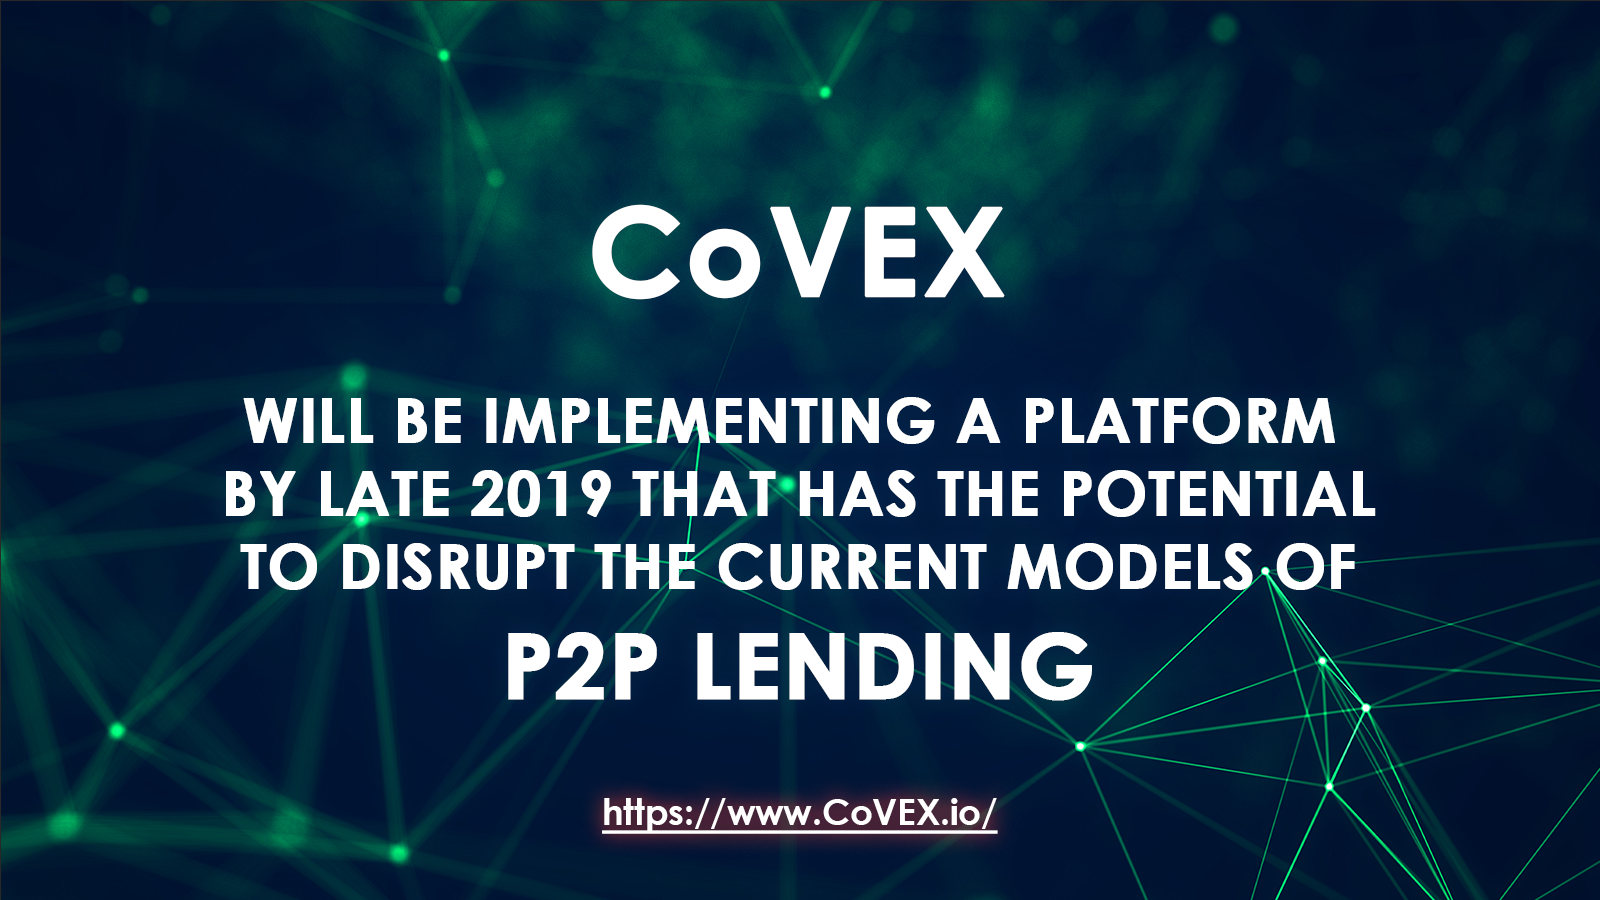 CoVEX
WILL BE IMPLEMENTING A PLATFORM
BY LATE 2019 THAT HAS THE POTENTIAL
TO DISRUPT THE CURRENT MODELS OF
P2P LENDING
https://www.CoVEX.io/